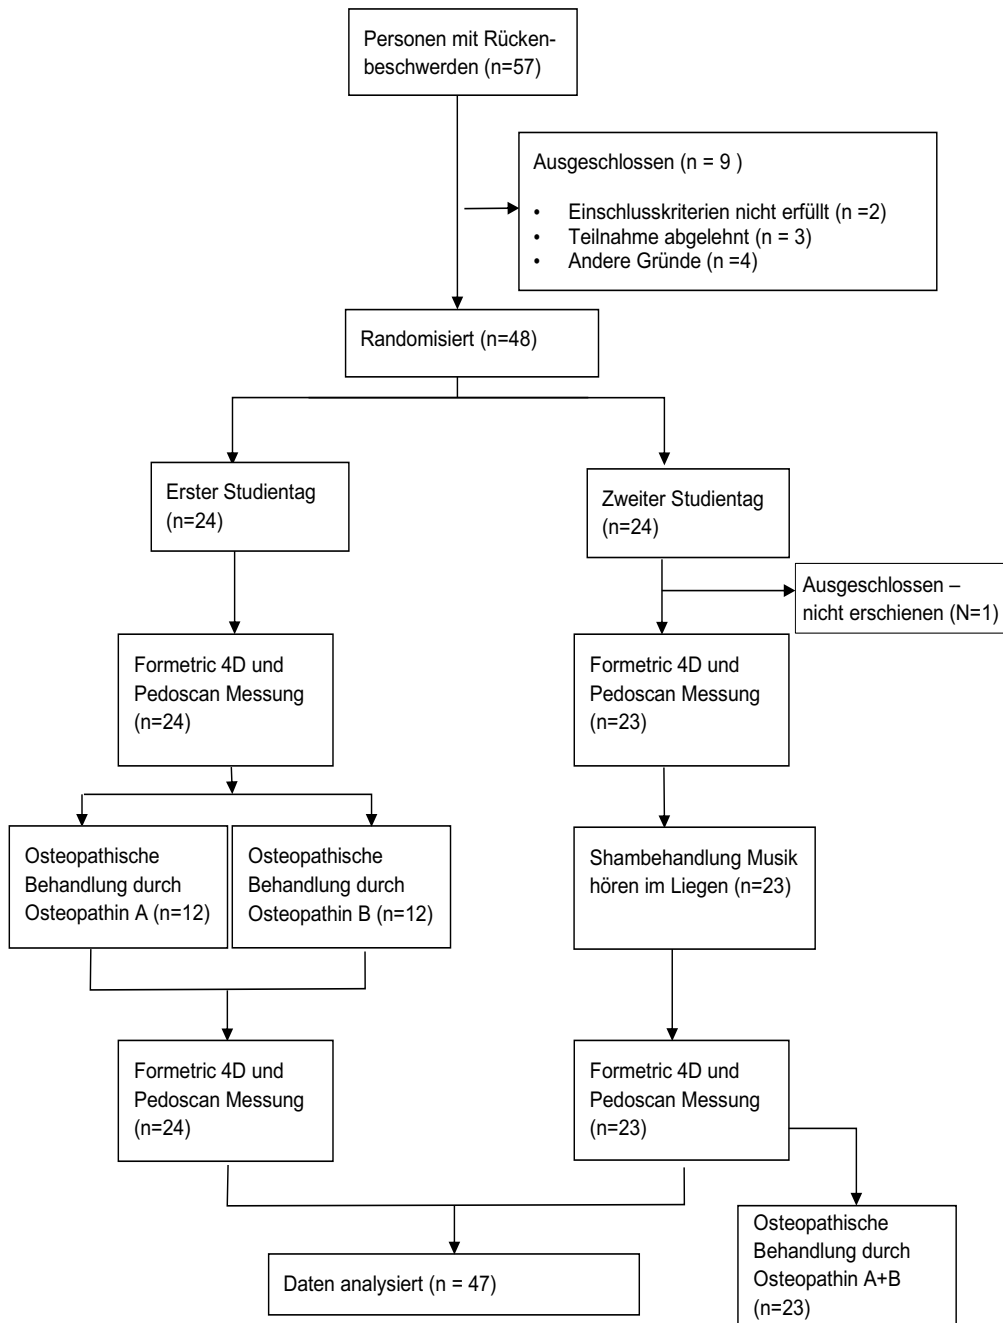 Personen mit Rücken-
beschwerden (n=57)
Ausgeschlossen (n = 9 )
• Einschlusskriterien nicht erfüllt (n =2)
• Teilnahme abgelehnt (n = 3)
• Andere Gründe (n =4)
Randomisiert (n=48)
Erster Studientag
(n=24)
Zweiter Studientag
(n=24)
Ausgeschlossen –
nicht erschienen (N=1)
Formetric 4D und
Pedoscan Messung
(n=24)
Formetric 4D und
Pedoscan Messung
(n=23)
Osteopathische
Behandlung durch
Osteopathin A (n=12)
Osteopathische
Behandlung durch
Osteopathin B (n=12)
Shambehandlung Musik
hören im Liegen (n=23)
Formetric 4D und
Pedoscan Messung
(n=24)
Formetric 4D und
Pedoscan Messung
(n=23)
Osteopathische
Behandlung durch
Osteopathin A+B
(n=23)
Daten analysiert (n = 47)